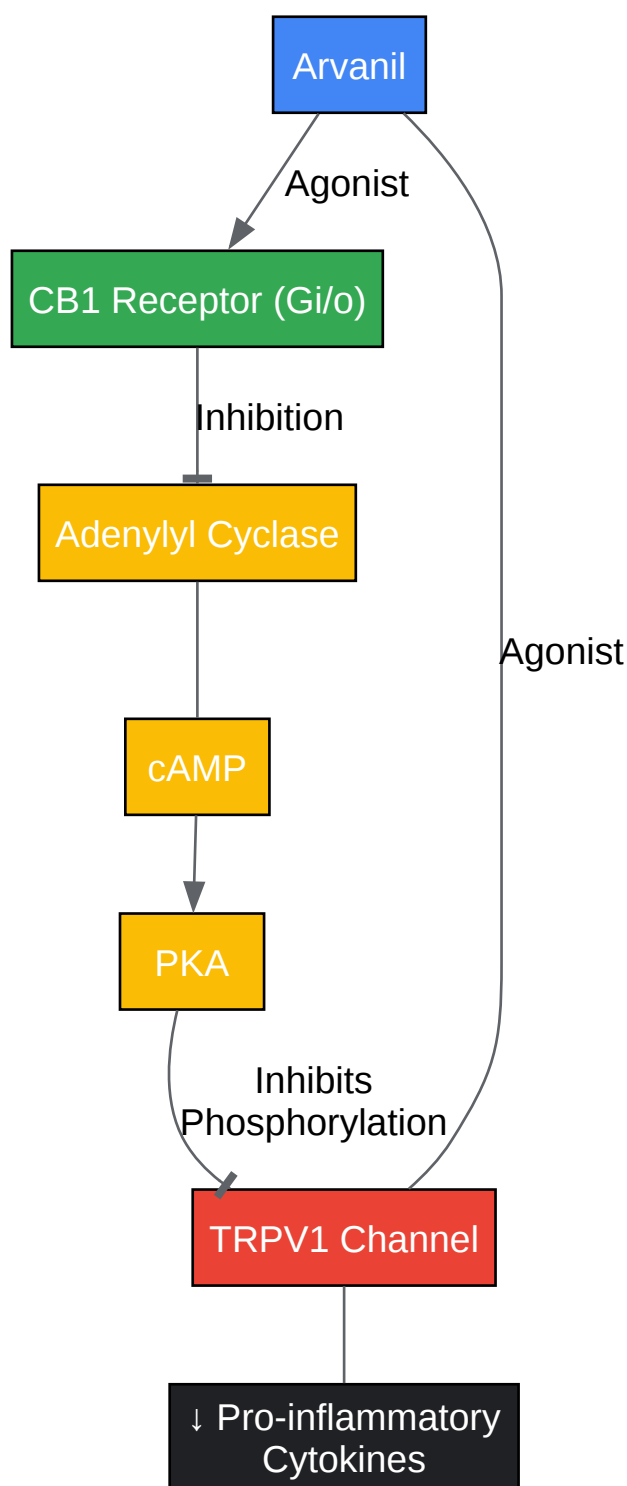 Arvanil
Agonist
CB1 Receptor (Gi/o)
Inhibition
Adenylyl Cyclase
Agonist
cAMP
PKA
Inhibits
Phosphorylation
TRPV1 Channel
↓ Pro-inflammatory
Cytokines